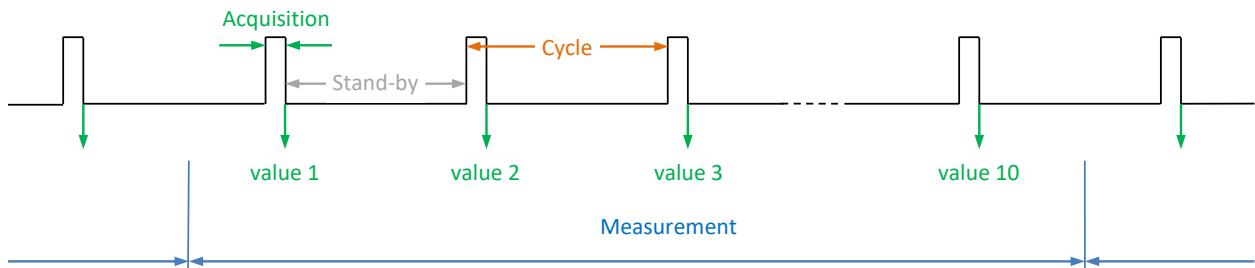 Acquisition
Cycle
Stand-by
value 1
value 2
value 3
value 10
Measurement